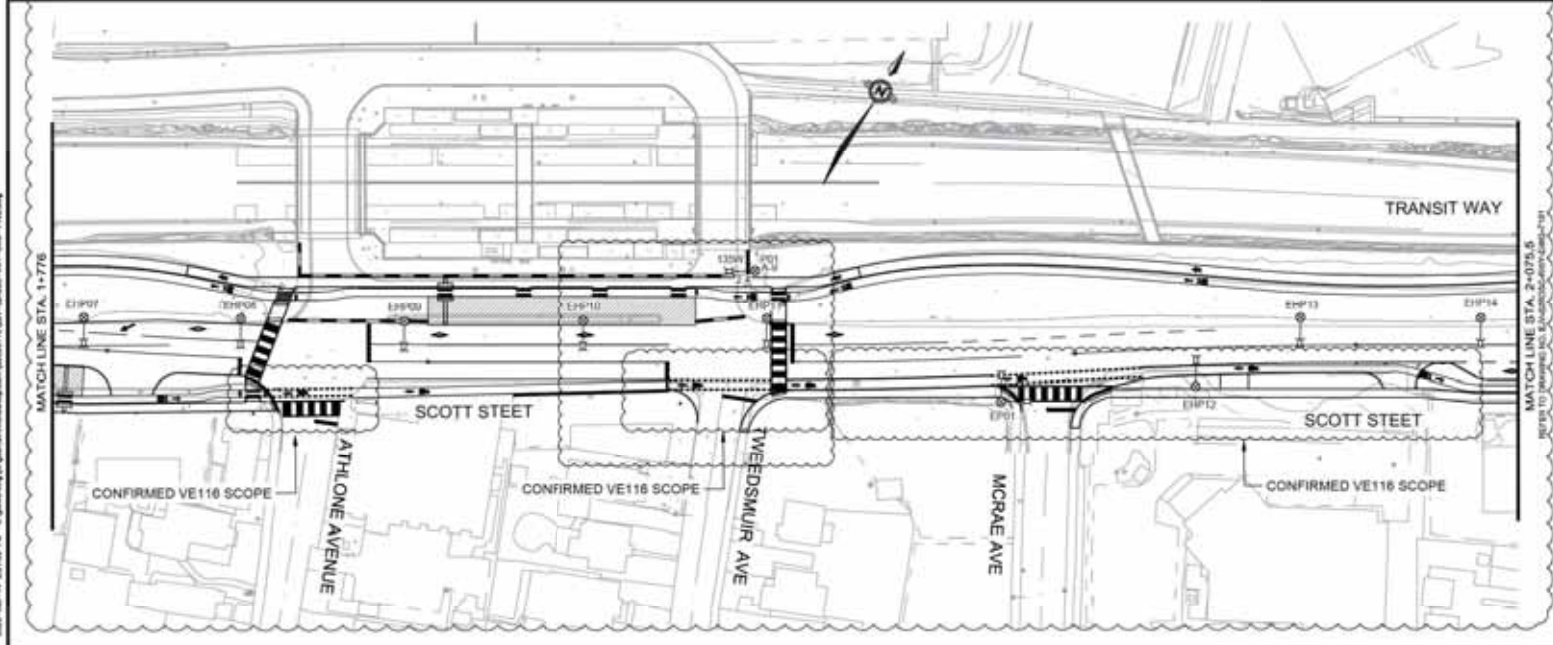 N
TRANSIT WAY
MATCH LINE STA. 1+776
MATCH LINE STA. 2+075.5
EHP07
EHP08
EHP09
EHP10
EHP13
EHP14
SCOTT STEET
EP01
EHP12
SCOTT STEET
CONFIRMED VE116 SCOPE
ATHLONE AVENUE
CONFIRMED VE116 SCOPE
TWEEDSMUIR AVE
MCRAE AVE
CONFIRMED VE116 SCOPE